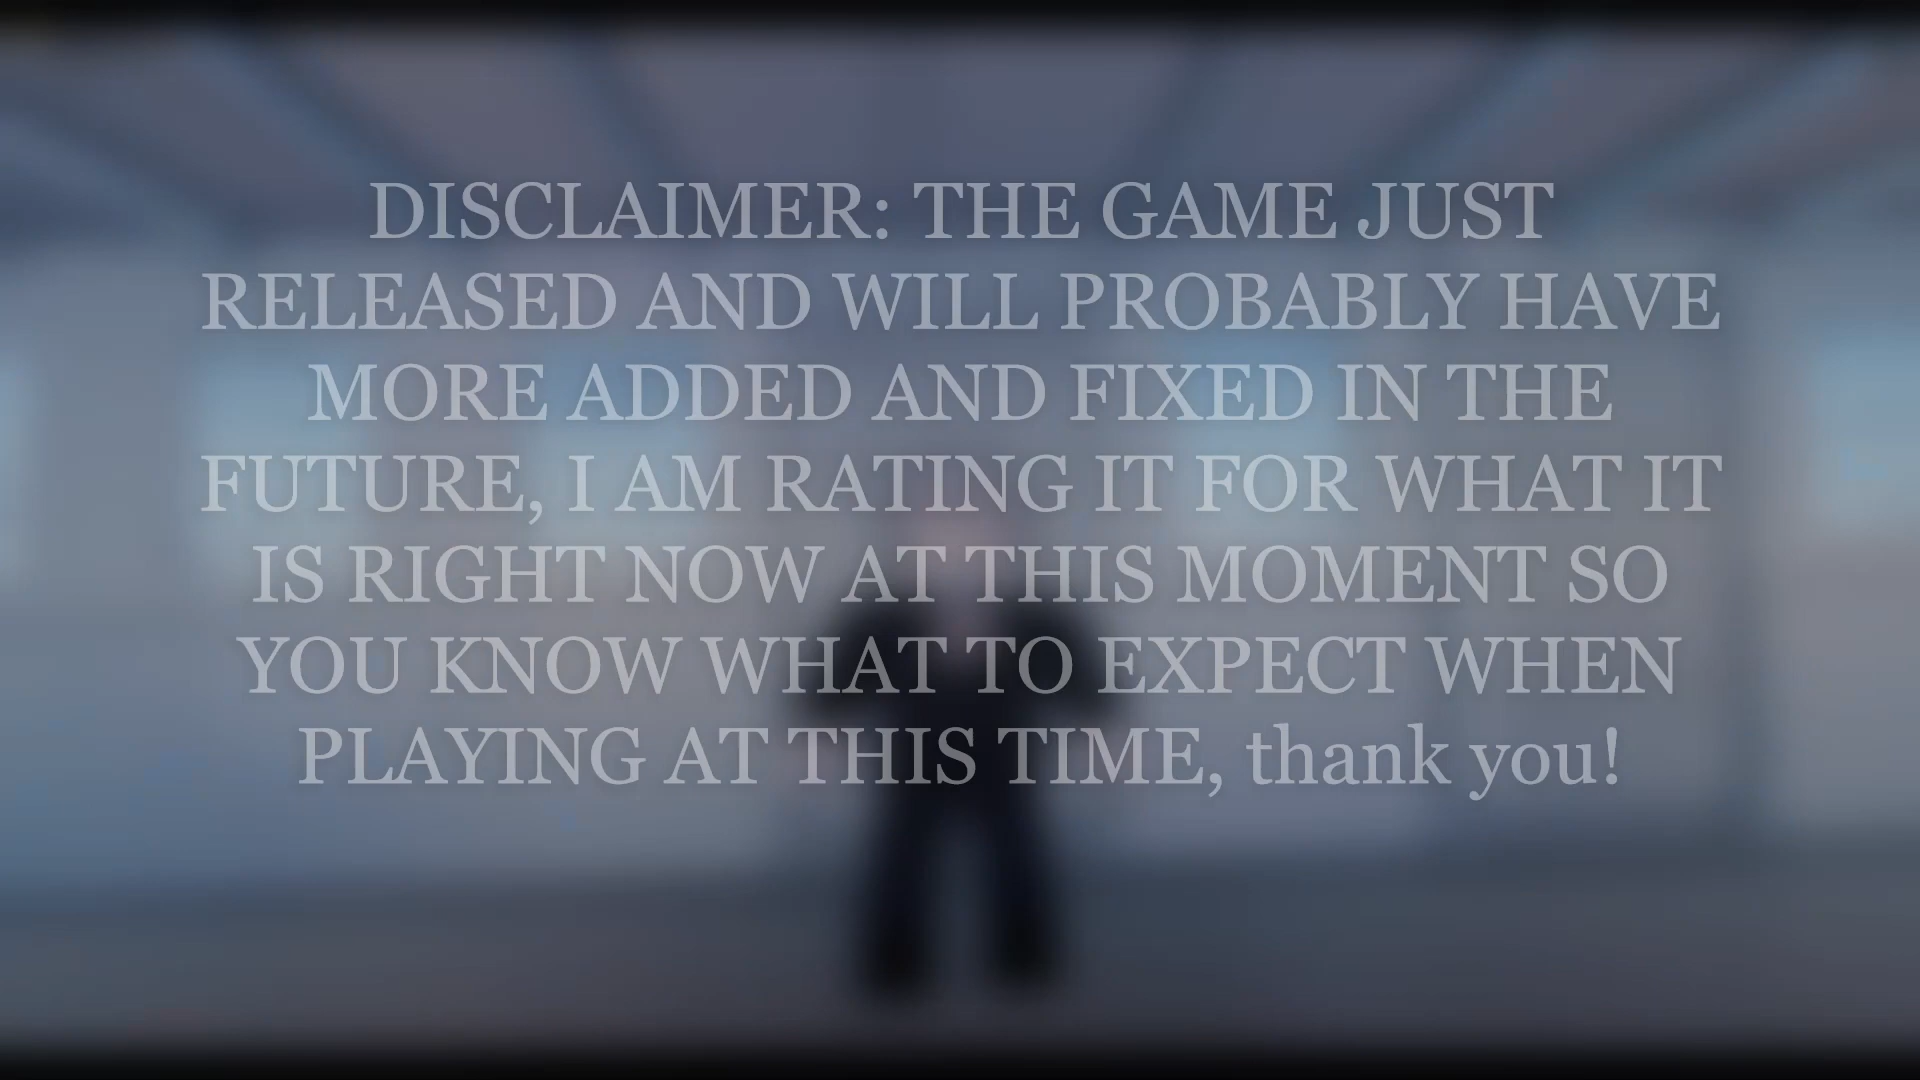 DISCLAIMER: THE GAME JUST
RELEASED AND WILL PROBABLY HAVE
MORE ADDED AND FIXED IN THE
FUTURE, I AM RATING IT FOR WHAT IT
IS RIGHT NOW AT THIS MOMENT SO
YOU KNOW WHAT TO EXPECT WHEN
PLAYING AT THIS TIME, thank you!